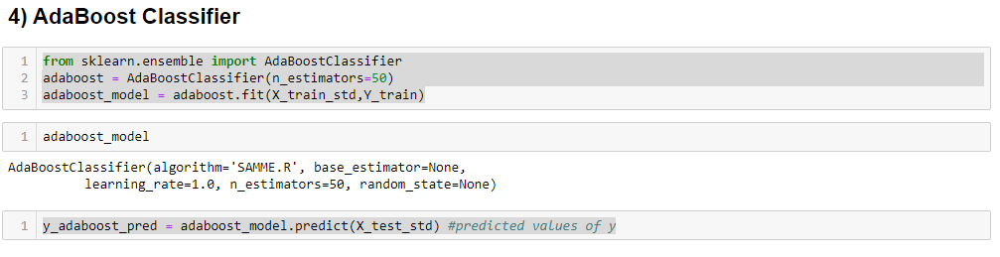 4) AdaBoost Classifier
1 from sklearn.ensemble import AdaBoostClassifier
2 adaboost = AdaBoostClassifier(n_estimators=50)
3 adaboost_model = adaboost.fit(X_train_std,Y_train)
1 adaboost_model
AdaBoostClassifier(algorithm='SAMME.R', base_estimator=None,
learning_rate=1.0, n_estimators=50, random_state=None)
1 y_adaboost_pred = adaboost_model.predict(X_test_std) #predicted values of y